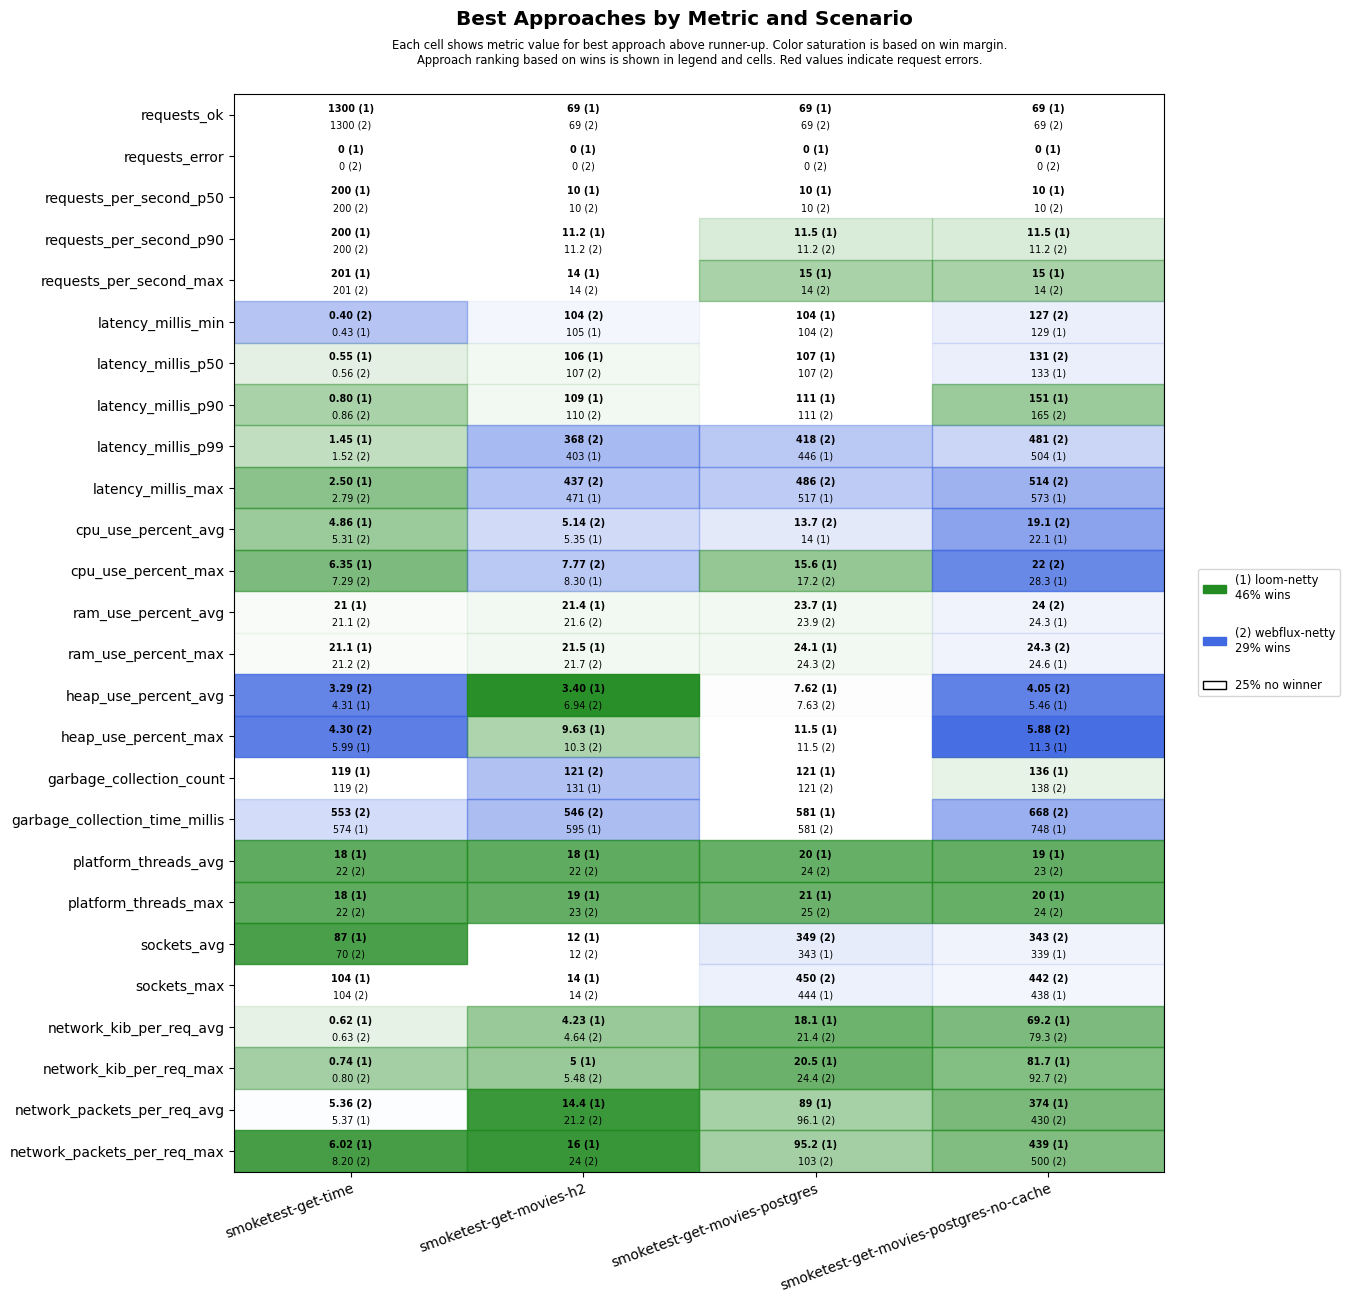 Best Approaches by Metric and Scenario
Each cell shows metric value for best approach above runner-up. Color saturation is based on win margin.
Approach ranking based on wins is shown in legend and cells. Red values indicate request errors.
requests_ok
1300 (1) 69 (1) 69 (1) 69 (1)
1300 (2) 69 (2) 69 (2) 69 (2)
requests_error
0 (1) 0 (1) 0 (1) 0 (1)
0 (2) 0 (2) 0 (2) 0 (2)
requests_per_second_p50
200 (1) 10 (1) 10 (1) 10 (1)
200 (2) 10 (2) 10 (2) 10 (2)
requests_per_second_p90
200 (1) 11.2 (1) 11.5 (1) 11.5 (1)
200 (2) 11.2 (2) 11.2 (2) 11.2 (2)
requests_per_second_max
201 (1) 14 (1) 15 (1) 15 (1)
201 (2) 14 (2) 14 (2) 14 (2)
latency_millis_min
0.40 (2) 104 (2) 104 (1) 127 (2)
0.43 (1) 105 (1) 104 (2) 129 (1)
latency_millis_p50
0.55 (1) 106 (1) 107 (1) 131 (2)
0.56 (2) 107 (2) 107 (2) 133 (1)
latency_millis_p90
0.80 (1) 109 (1) 111 (1) 151 (1)
0.86 (2) 110 (2) 111 (2) 165 (2)
latency_millis_p99
1.45 (1) 368 (2) 418 (2) 481 (2)
1.52 (2) 403 (1) 446 (1) 504 (1)
latency_millis_max
2.50 (1) 437 (2) 486 (2) 514 (2)
2.79 (2) 471 (1) 517 (1) 573 (1)
cpu_use_percent_avg
4.86 (1) 5.14 (2) 13.7 (2) 19.1 (2)
5.31 (2) 5.35 (1) 14 (1) 22.1 (1)
cpu_use_percent_max
6.35 (1) 7.77 (2) 15.6 (1) 22 (2)
7.29 (2) 8.30 (1) 17.2 (2) 28.3 (1)
ram_use_percent_avg
21 (1) 21.4 (1) 23.7 (1) 24 (2)
21.1 (2) 21.6 (2) 23.9 (2) 24.3 (1)
ram_use_percent_max
21.1 (1) 21.5 (1) 24.1 (1) 24.3 (2)
21.2 (2) 21.7 (2) 24.3 (2) 24.6 (1)
heap_use_percent_avg
3.29 (2) 3.40 (1) 7.62 (1) 4.05 (2)
4.31 (1) 6.94 (2) 7.63 (2) 5.46 (1)
heap_use_percent_max
4.30 (2) 9.63 (1) 11.5 (1) 5.88 (2)
5.99 (1) 10.3 (2) 11.5 (2) 11.3 (1)
garbage_collection_count
119 (1) 121 (2) 121 (1) 136 (1)
119 (2) 131 (1) 121 (2) 138 (2)
garbage_collection_time_millis
553 (2) 546 (2) 581 (1) 668 (2)
574 (1) 595 (1) 581 (2) 748 (1)
platform_threads_avg
18 (1) 18 (1) 20 (1) 19 (1)
22 (2) 22 (2) 24 (2) 23 (2)
platform_threads_max
18 (1) 19 (1) 21 (1) 20 (1)
22 (2) 23 (2) 25 (2) 24 (2)
sockets_avg
87 (1) 12 (1) 349 (2) 343 (2)
70 (2) 12 (2) 343 (1) 339 (1)
sockets_max
104 (1) 14 (1) 450 (2) 442 (2)
104 (2) 14 (2) 444 (1) 438 (1)
network_kib_per_req_avg
0.62 (1) 4.23 (1) 18.1 (1) 69.2 (1)
0.63 (2) 4.64 (2) 21.4 (2) 79.3 (2)
network_kib_per_req_max
0.74 (1) 5 (1) 20.5 (1) 81.7 (1)
0.80 (2) 5.48 (2) 24.4 (2) 92.7 (2)
network_packets_per_req_avg
5.36 (2) 14.4 (1) 89 (1) 374 (1)
5.37 (1) 21.2 (2) 96.1 (2) 430 (2)
network_packets_per_req_max
6.02 (1) 16 (1) 95.2 (1) 439 (1)
8.20 (2) 24 (2) 103 (2) 500 (2)
smoketest-get-time
smoketest-get-movies-h2
smoketest-get-movies-postgres
smoketest-get-movies-postgres-no-cache
(1) loom-netty
46% wins
(2) webflux-netty
29% wins
25% no winner